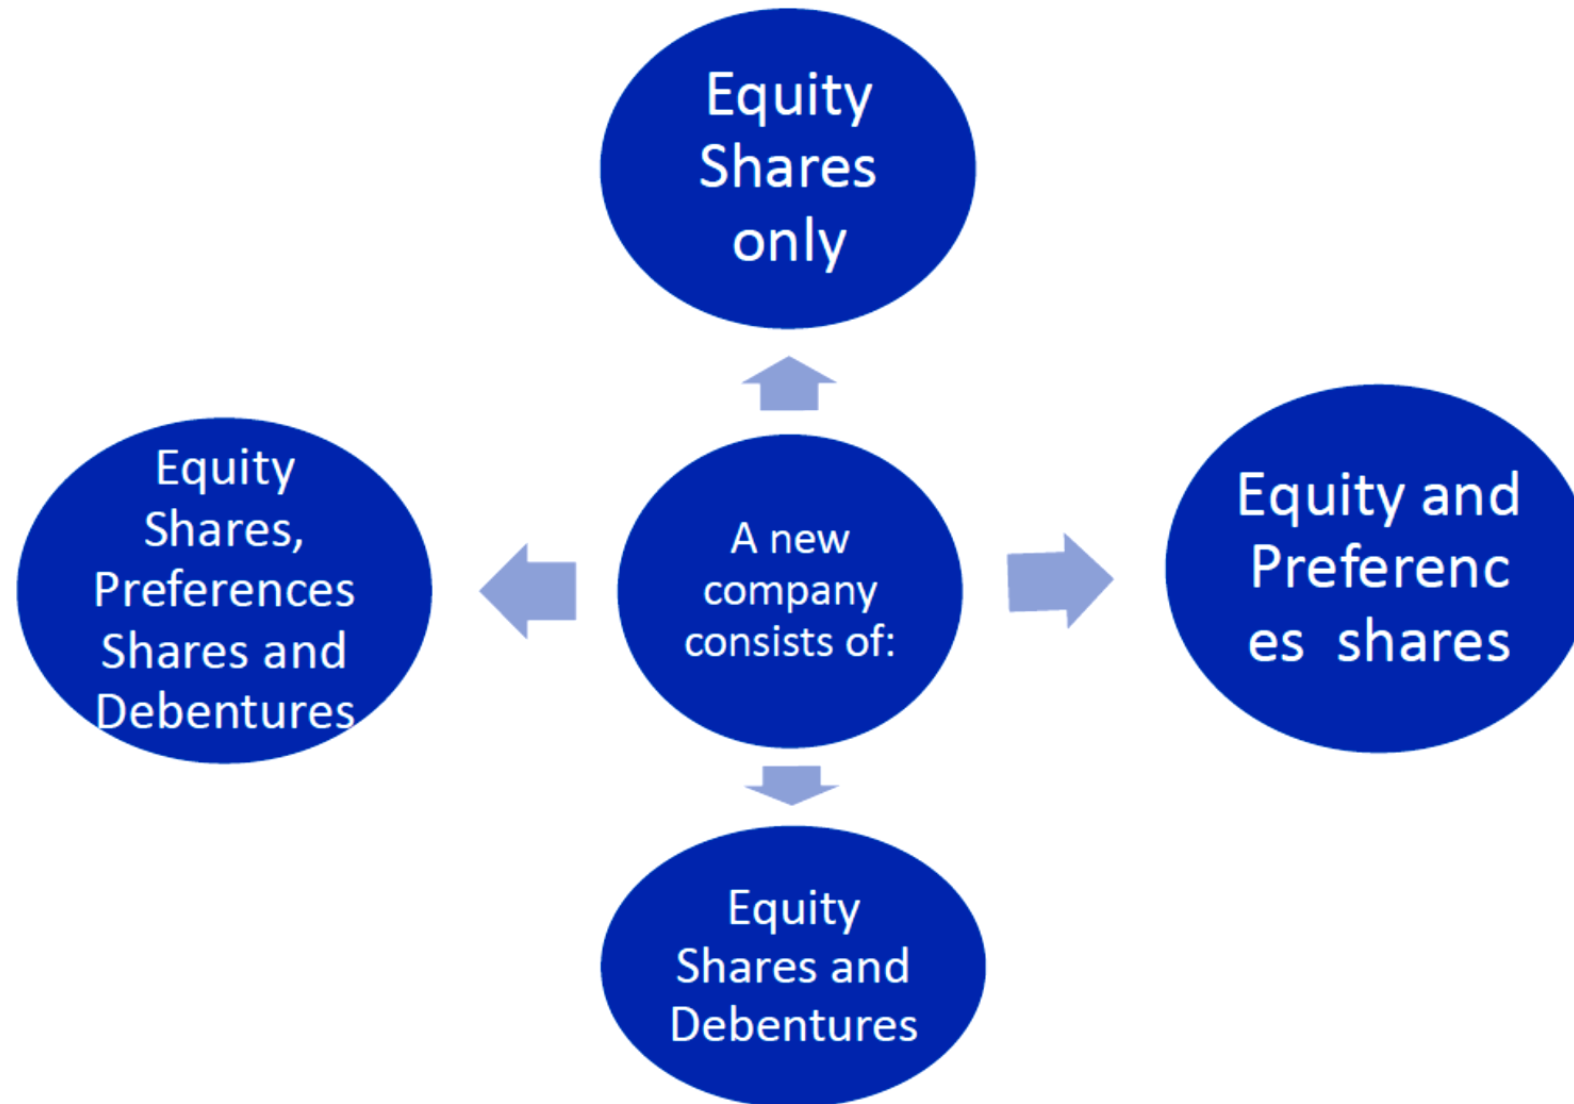 Equity
Shares
only
Equity
Shares,
Preferences
Shares and
Debentures
A new
company
consists of:
Equity and
Preferenc
es shares
Equity
Shares and
Debentures